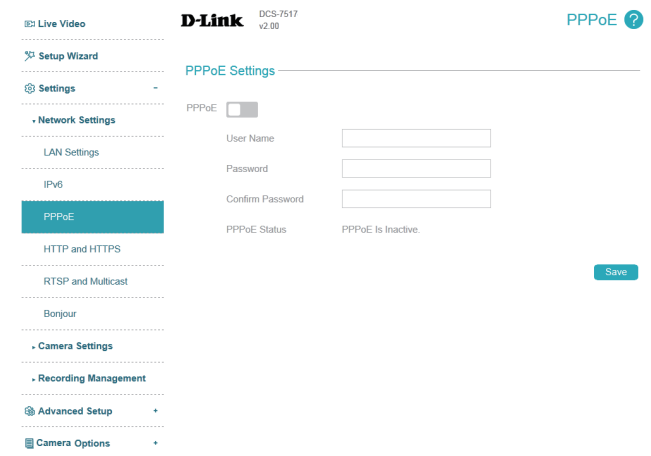 Live Video
Setup Wizard
Settings -
Network Settings
LAN Settings
IPv6
PPPoE
HTTP and HTTPS
RTSP and Multicast
Bonjour
Camera Settings
Recording Management
Advanced Setup +
Camera Options +
D-Link DCS-7517
v2.00
PPPoE ?
PPPoE Settings
PPPoE
User Name
Password
Confirm Password
PPPoE Status PPPoE Is Inactive.
Save